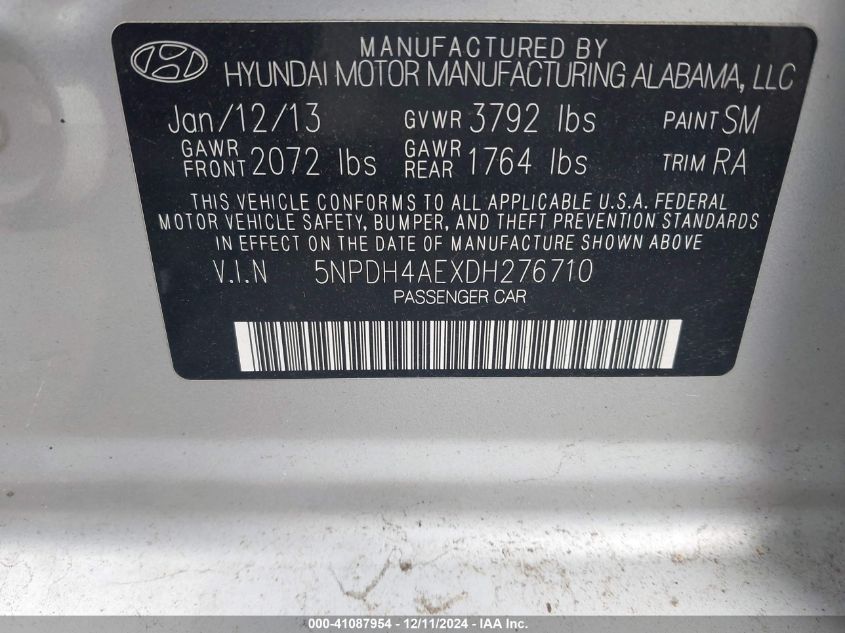 MANUFACTURED BY
HYUNDAI MOTOR MANUFACTURING ALABAMA, LLC
Jan/12/13 GVWR 3792 lbs PAINT SM
GAWR FRONT 2072 lbs GAWR REAR 1764 lbs TRIM RA
THIS VEHICLE CONFORMS TO ALL APPLICABLE U.S.A. FEDERAL
MOTOR VEHICLE SAFETY, BUMPER, AND THEFT PREVENTION STANDARDS
IN EFFECT ON THE DATE OF MANUFACTURE SHOWN ABOVE
V.I.N 5NPDH4AEXDH276710
PASSENGER CAR
000-41087954 - 12/11/2024 - IAA Inc.